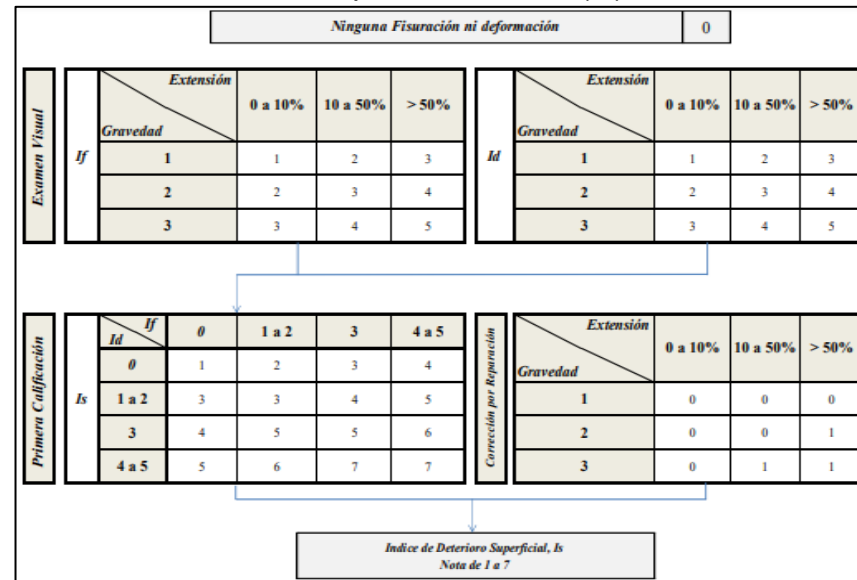 Ninguna Fisuración ni deformación 0
Examen Visual
If
Extensión
Gravedad
0 a 10% 10 a 50% > 50%
1 1 2 3
2 2 3 4
3 3 4 5
Id
Extensión
Gravedad
0 a 10% 10 a 50% > 50%
1 1 2 3
2 2 3 4
3 3 4 5
Primera Calificación
Is
If
Id
0 1 a 2 3 4 a 5
0 1 2 3 4
1 a 2 3 3 4 5
3 4 5 5 6
4 a 5 5 6 7 7
Corrección por Reparación
Extensión
Gravedad
0 a 10% 10 a 50% > 50%
1 0 0 0
2 0 0 1
3 0 1 1
Indice de Deterioro Superficial, Is
Nota de 1 a 7